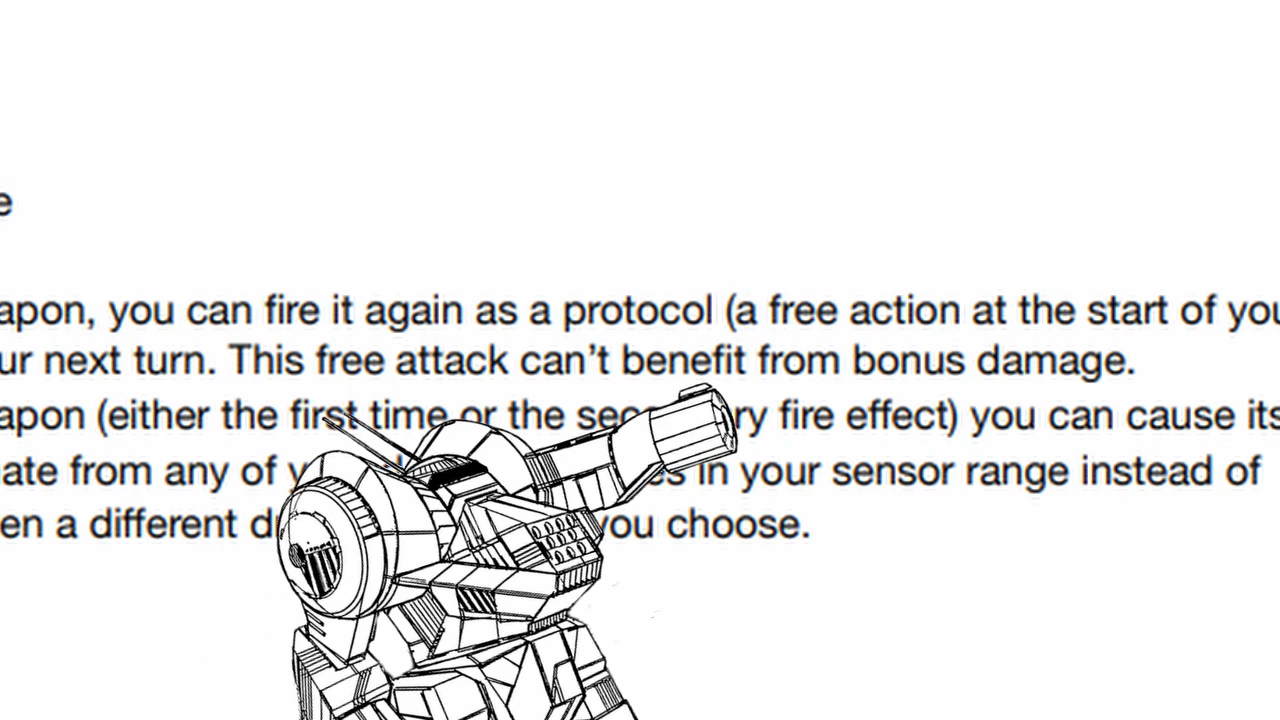 e
apon, you can fire it again as a protocol (a free action at the start of you
ur next turn. This free attack can’t benefit from bonus damage.
apon (either the first time or the ry fire effect) you can cause its
ate from any of in your sensor range instead of
en a different you choose.